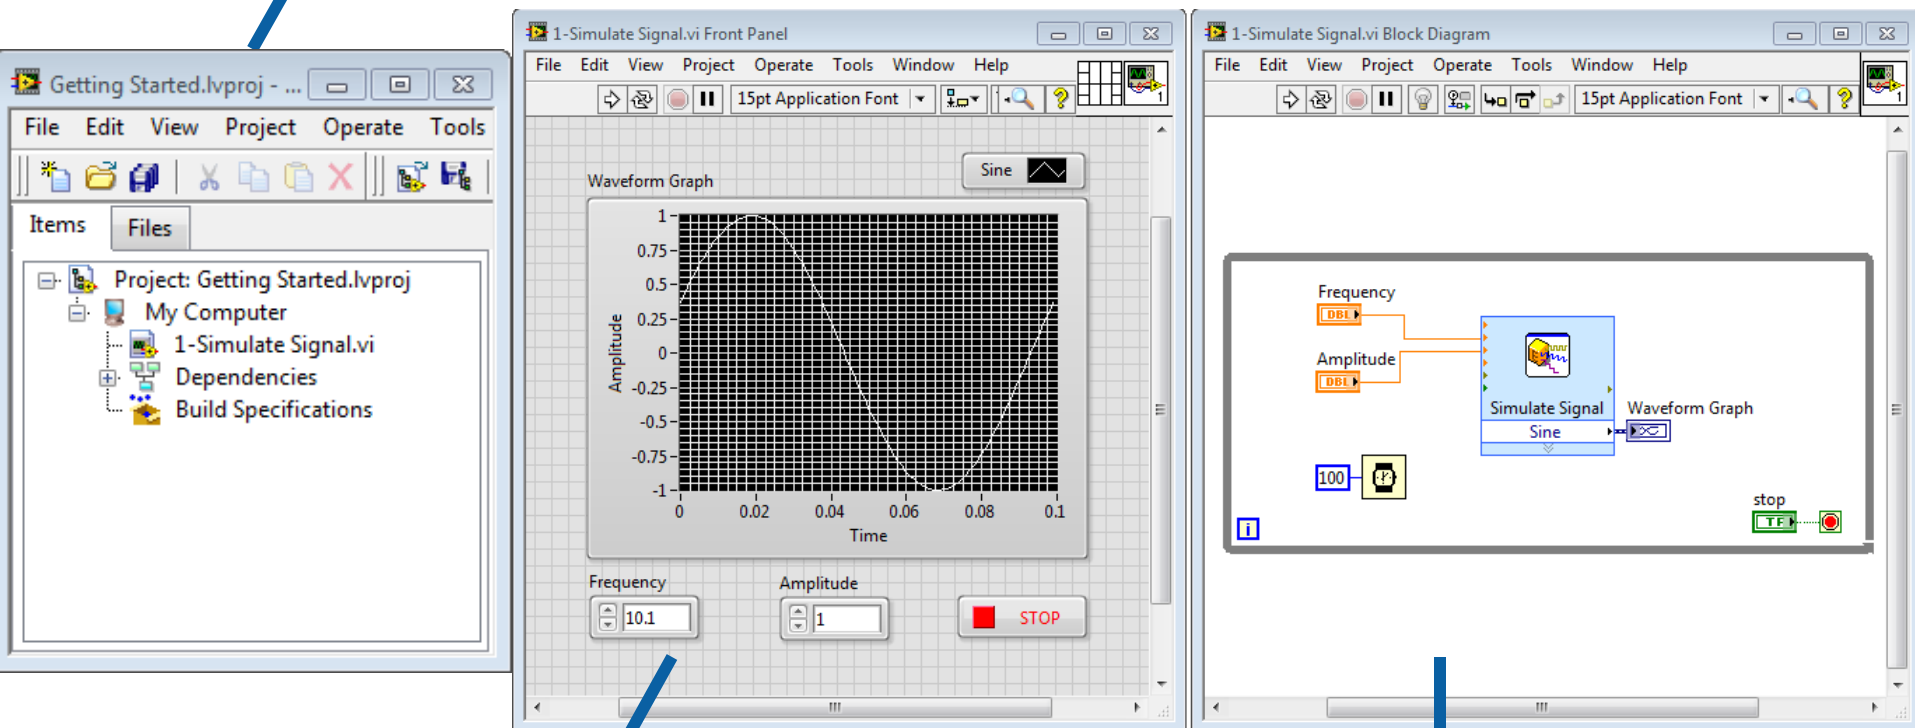 Getting Started.lvproj - ...
File Edit View Project Operate Tools
Items Files
Project: Getting Started.lvproj
My Computer
1-Simulate Signal.vi
Dependencies
Build Specifications
1-Simulate Signal.vi Front Panel
File Edit View Project Operate Tools Window Help
15pt Application Font
1
Sine
Waveform Graph
1
0.75
0.5
0.25
0
-0.25
-0.5
-0.75
-1
Amplitude
0 0.02 0.04 0.06 0.08 0.1
Time
Frequency Amplitude
10.1 1 STOP
1-Simulate Signal.vi Block Diagram
File Edit View Project Operate Tools Window Help
15pt Application Font
1
Frequency
DBL
Amplitude
DBL
Simulate Signal Waveform Graph
Sine
100
stop
TF
i